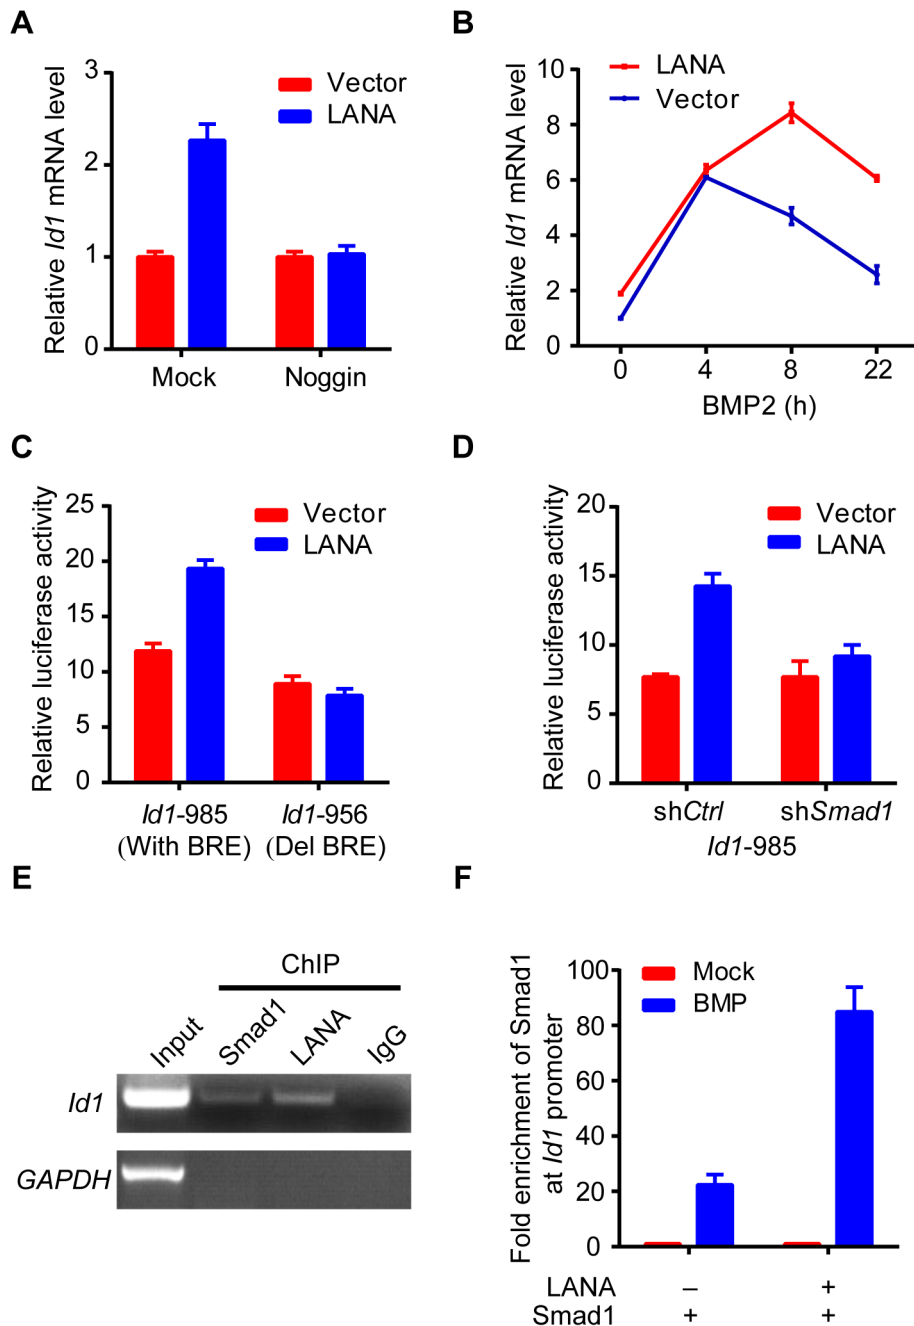 A
Relative Id1 mRNA level
3
2
1
0
Vector
LANA
Mock Noggin
B
Relative Id1 mRNA level
10
8
6
4
2
0
LANA
Vector
0 4 8 22
BMP2 (h)
C
Relative luciferase activity
25
20
15
10
5
0
Vector
LANA
Id1-985 Id1-956
(With BRE) (Del BRE)
D
Relative luciferase activity
20
15
10
5
0
Vector
LANA
shCtrl shSmad1
Id1-985
E
ChIP
Input Smad1 LANA IgG
Id1
GAPDH
F
Fold enrichment of Smad1
at Id1 promoter
100
80
60
40
20
0
Mock
BMP
LANA – +
Smad1 + +